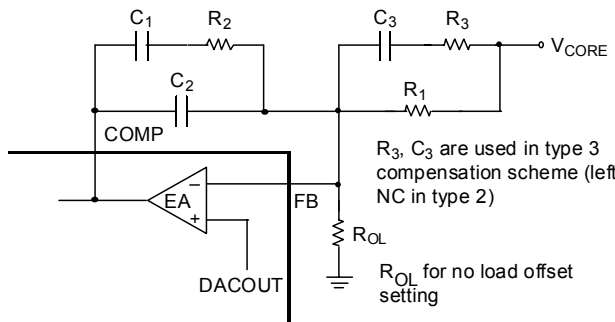 C1
R2
C3
R3
VCORE
C2
R1
COMP
R3, C3 are used in type 3
compensation scheme (left
NC in type 2)
EA
−
+
FB
ROL
DACOUT
ROL for no load offset
setting